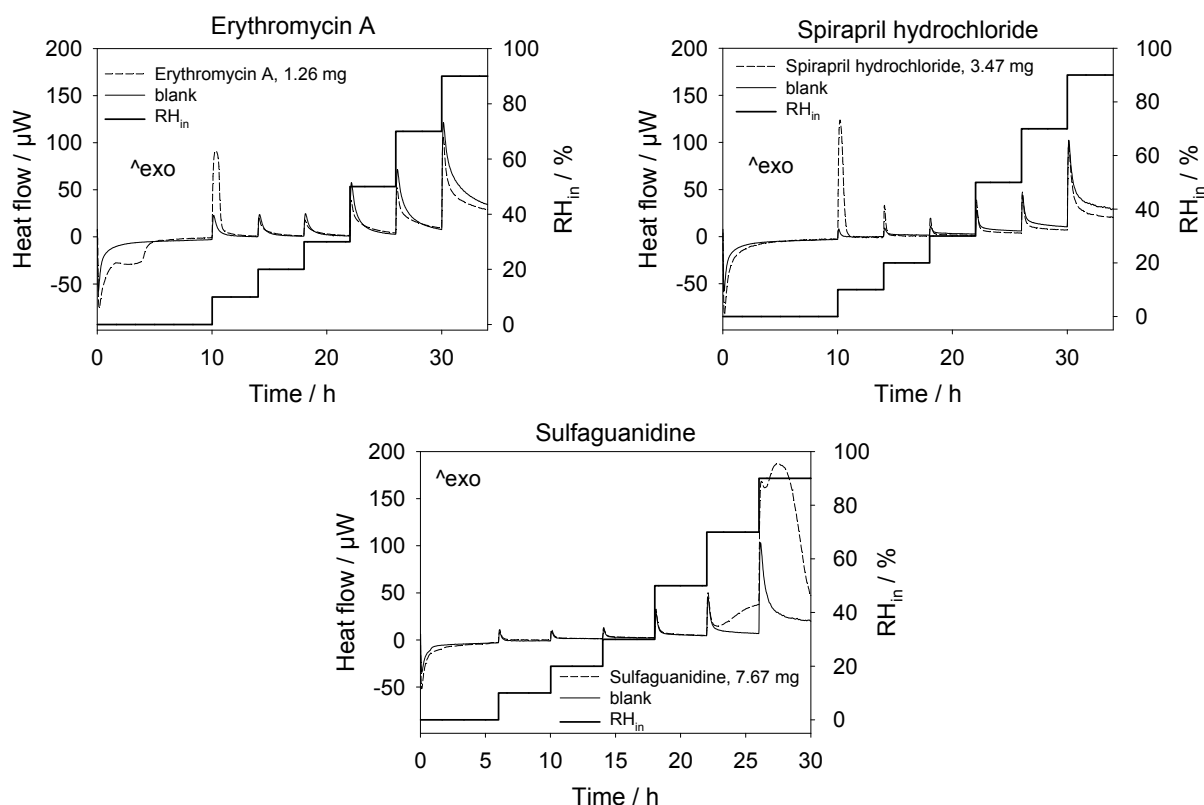 Erythromycin A
200
150
100
50
0
-50
Heat flow / µW
Erythromycin A, 1.26 mg
blank
RHin
^exo
100
80
60
40
20
0
RHin / %
0 10 20 30
Time / h
Spirapril hydrochloride
200
150
100
50
0
-50
Heat flow / µW
Spirapril hydrochloride, 3.47 mg
blank
RHin
^exo
100
80
60
40
20
0
RHin / %
0 10 20 30
Time / h
Sulfaguanidine
200
150
100
50
0
-50
Heat flow / µW
^exo
Sulfaguanidine, 7.67 mg
blank
RHin
100
80
60
40
20
0
RHin / %
0 5 10 15 20 25 30
Time / h